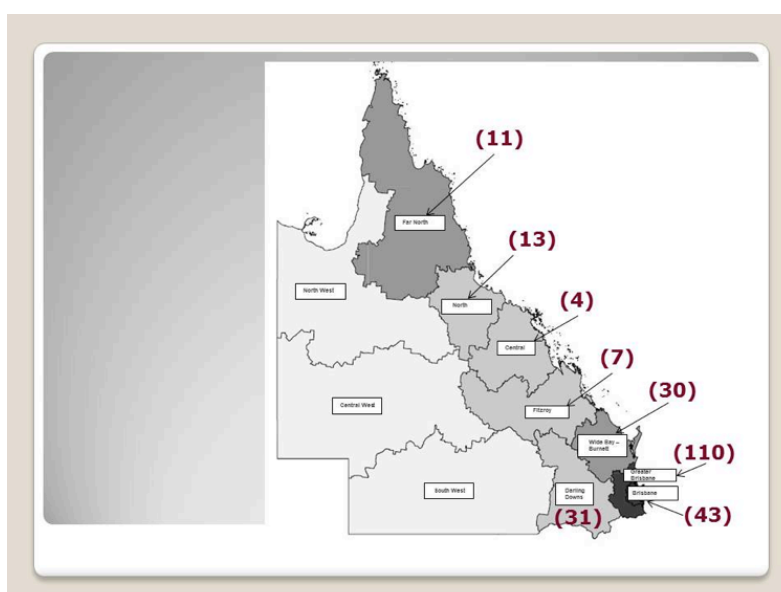 (11)
Far North
(13)
North West
North
(4)
Central
(7)
Central West
Fitzroy
(30)
Wide Bay –
Burnett
(110)
Greater
Brisbane
South West
Darling
Downs
Brisbane
(31)
(43)